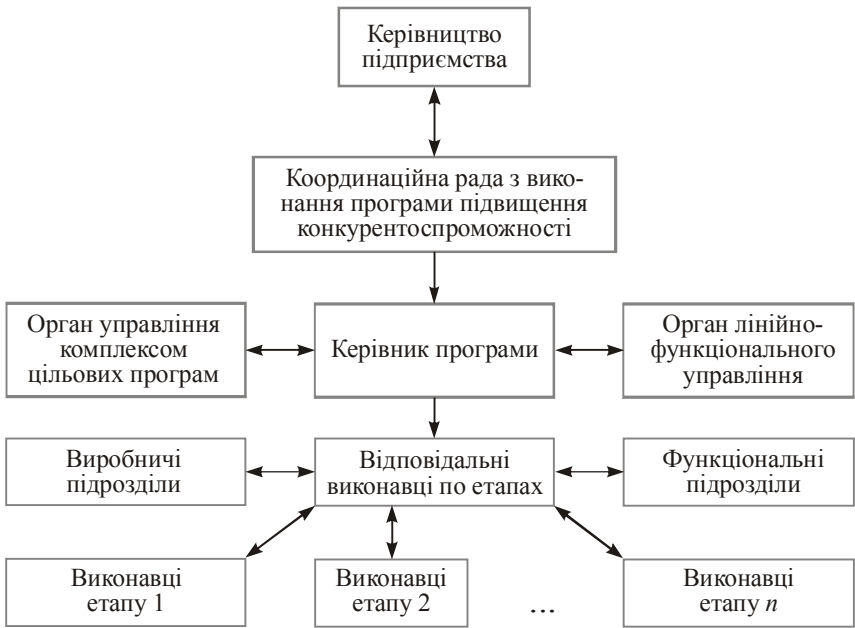 Керівництво
підприємства
Координаційна рада з вико-
нання програми підвищення
конкурентоспроможності
Орган управління
комплексом
цільових програм
Керівник програми
Орган лінійно-
функціонального
управління
Виробничі
підрозділи
Відповідальні
виконавці по етапах
Функціональні
підрозділи
Виконавці
етапу 1
Виконавці
етапу 2
...
Виконавці
етапу n